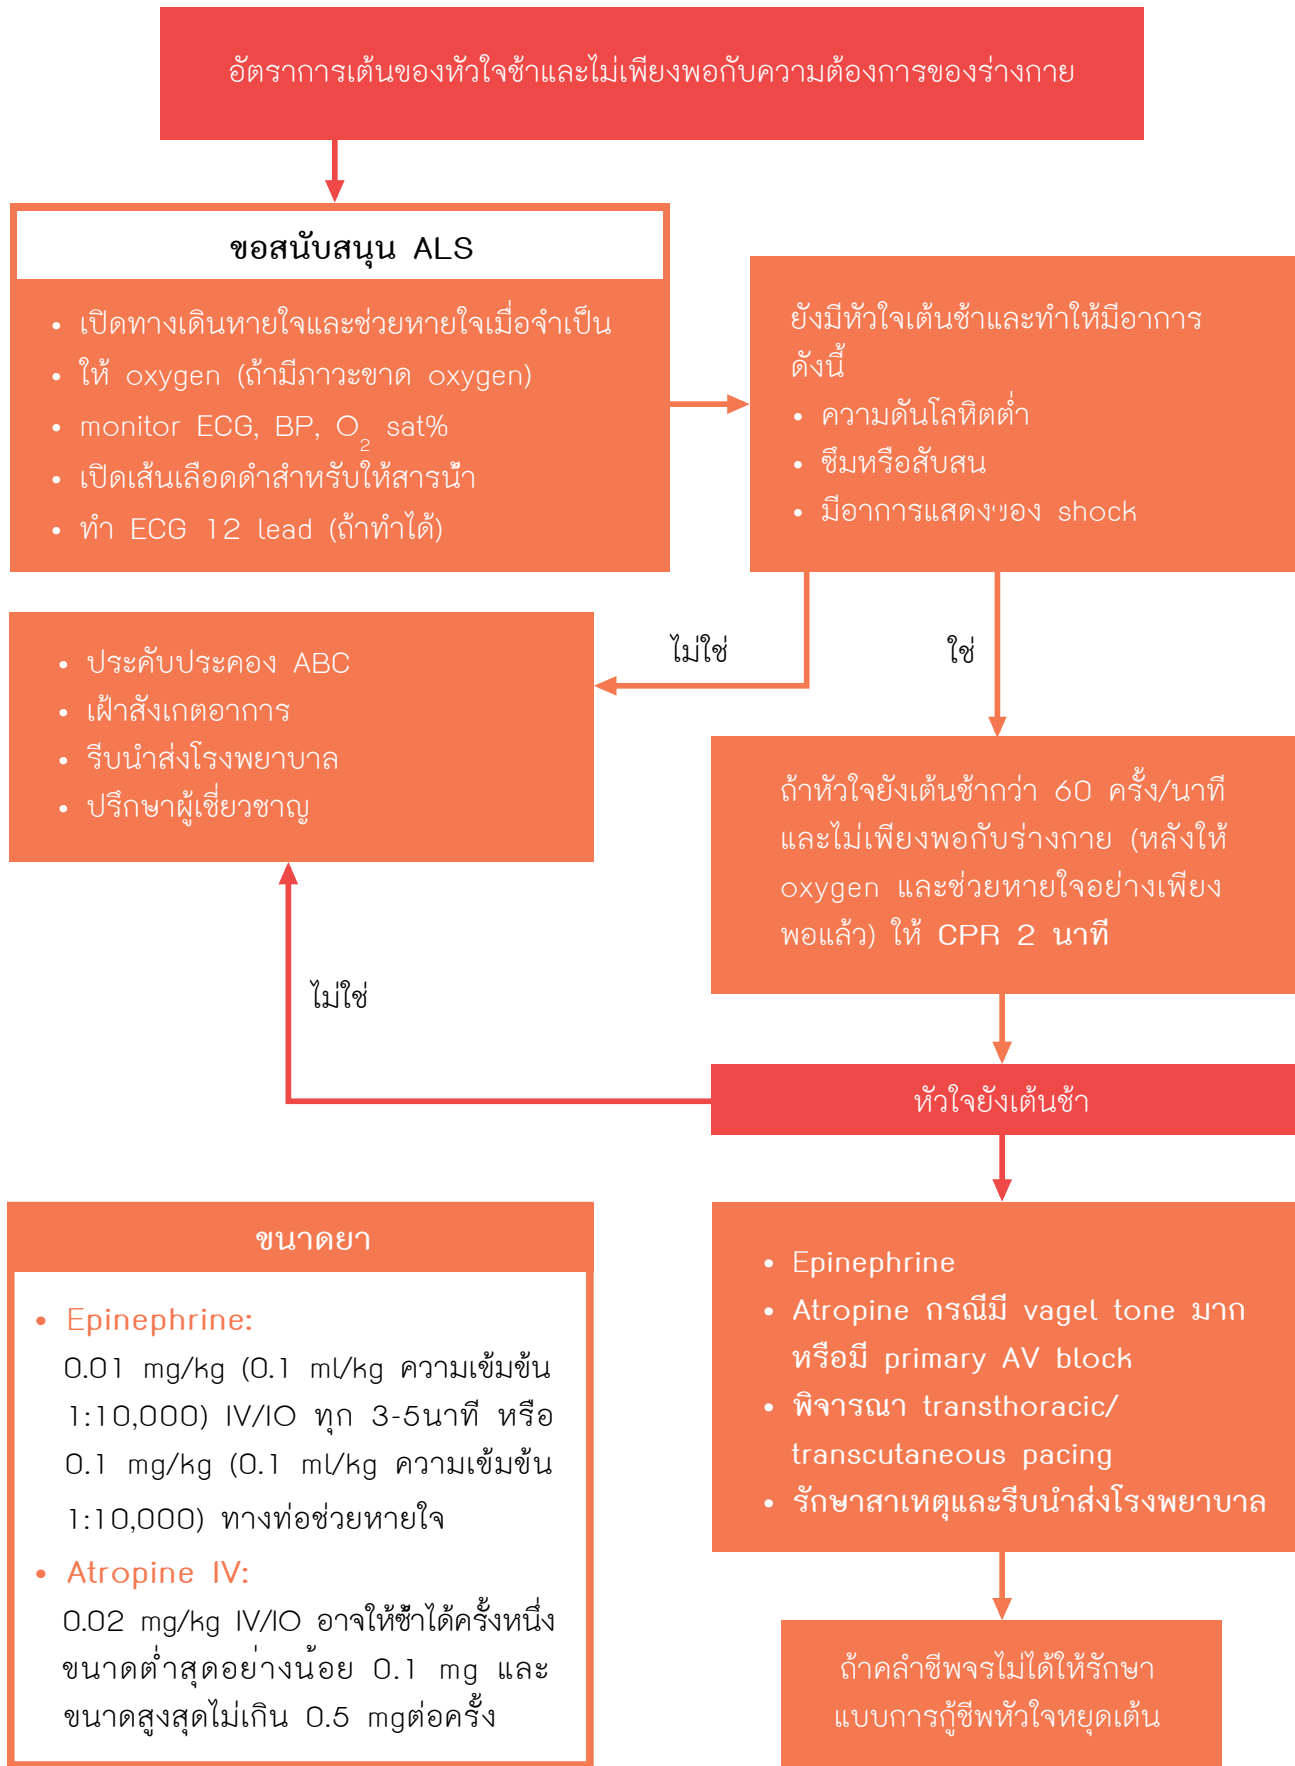 อัตราการเต้นของหัวใจช้าและไม่เพียงพอกับความต้องการของร่างกาย
ขอสนับสนุน ALS
• เปิดทางเดินหายใจและช่วยหายใจเมื่อจำเป็น
• ให้ oxygen (ถ้ามีภาวะขาด oxygen)
• monitor ECG, BP, O2 sat%
• เปิดเส้นเลือดดำสำหรับให้สารน้ำ
• ทำ ECG 12 lead (ถ้าทำได้)
ยังมีหัวใจเต้นช้าและทำให้มีอาการ
ดังนี้
• ความดันโลหิตต่ำ
• ซึมหรือสับสน
• มีอาการแสดงของ shock
ไม่ใช่
ใช่
• ประคับประคอง ABC
• เฝ้าสังเกตอาการ
• รีบนำส่งโรงพยาบาล
• ปรึกษาผู้เชี่ยวชาญ
ถ้าหัวใจยังเต้นช้ากว่า 60 ครั้ง/นาที
และไม่เพียงพอกับร่างกาย (หลังให้
oxygen และช่วยหายใจอย่างเพียง
พอแล้ว) ให้ CPR 2 นาที
ไม่ใช่
หัวใจยังเต้นช้า
• Epinephrine
• Atropine กรณีมี vagel tone มาก
หรือมี primary AV block
• พิจารณา transthoracic/
transcutaneous pacing
• รักษาสาเหตุและรีบนำส่งโรงพยาบาล
ขนาดยา
• Epinephrine:
0.01 mg/kg (0.1 ml/kg ความเข้มข้น
1:10,000) IV/IO ทุก 3-5นาที หรือ
0.1 mg/kg (0.1 ml/kg ความเข้มข้น
1:10,000) ทางท่อช่วยหายใจ
• Atropine IV:
0.02 mg/kg IV/IO อาจให้ซ้ำได้ครั้งหนึ่ง
ขนาดต่ำสุดอย่างน้อย 0.1 mg และ
ขนาดสูงสุดไม่เกิน 0.5 mgต่อครั้ง
ถ้าคลำชีพจรไม่ได้ให้รักษา
แบบการกู้ชีพหัวใจหยุดเต้น